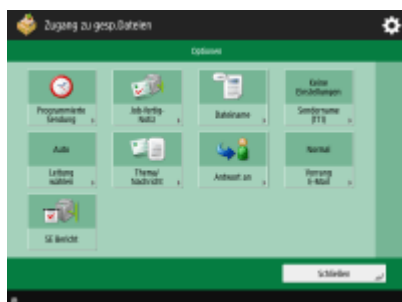 Zugang zu gesp.Dateien
Optionen
Programmierte
Sendung
Job-Fertig-
Notiz
Dateiname
Keine
Einstellungen
Sendername
(TTI)
Auto
Leitung
wählen
Thema/
Nachricht
Antwort an
Normal
Vorrang
E-Mail
SE Bericht
Schließen